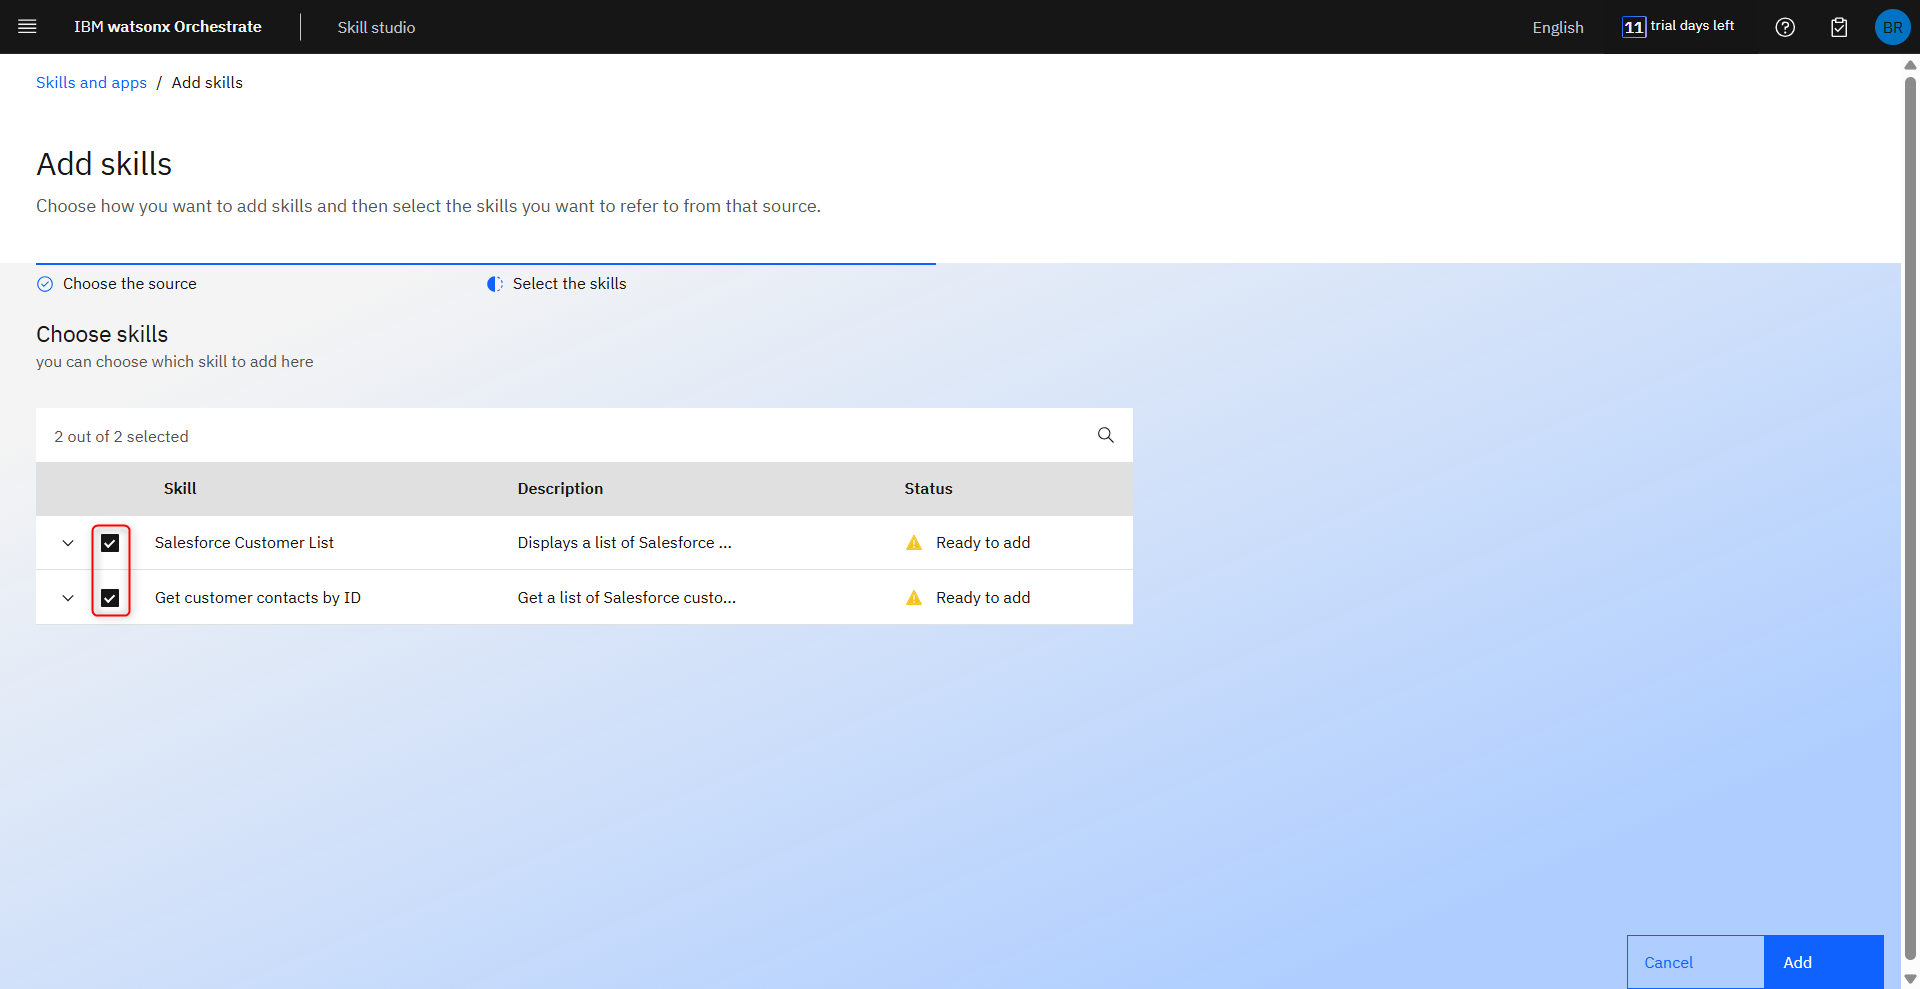 IBM watsonx Orchestrate
Skill studio
English
11 trial days left
BR
Skills and apps / Add skills
Add skills
Choose how you want to add skills and then select the skills you want to refer to from that source.
Choose the source
Select the skills
Choose skills
you can choose which skill to add here
2 out of 2 selected
Skill Description Status
Salesforce Customer List Displays a list of Salesforce ... Ready to add
Get customer contacts by ID Get a list of Salesforce custo... Ready to add
Cancel
Add